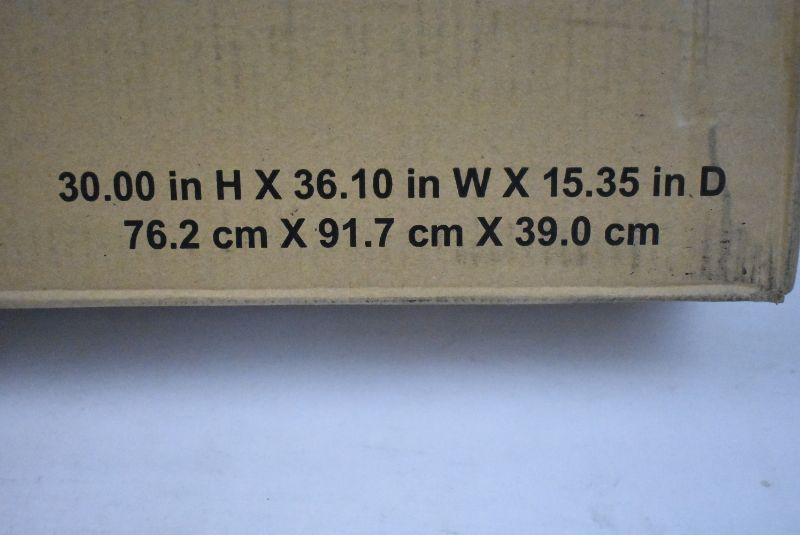 30.00 in H X 36.10 in W X 15.35 in D
76.2 cm X 91.7 cm X 39.0 cm